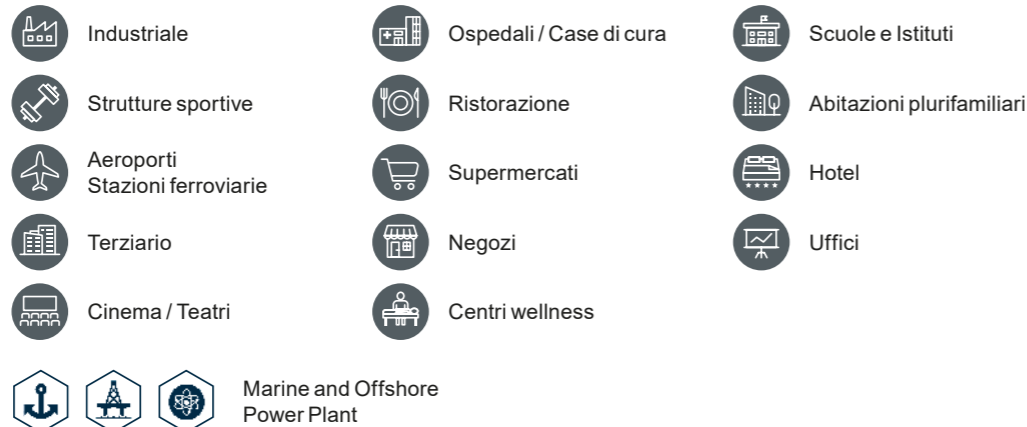 Industriale
Ospedali / Case di cura
Scuole e Istituti
Strutture sportive
Ristorazione
Abitazioni plurifamiliari
Aeroporti
Stazioni ferroviarie
Supermercati
Hotel
Terziario
Negozi
Uffici
Cinema / Teatri
Centri wellness
Marine and Offshore
Power Plant